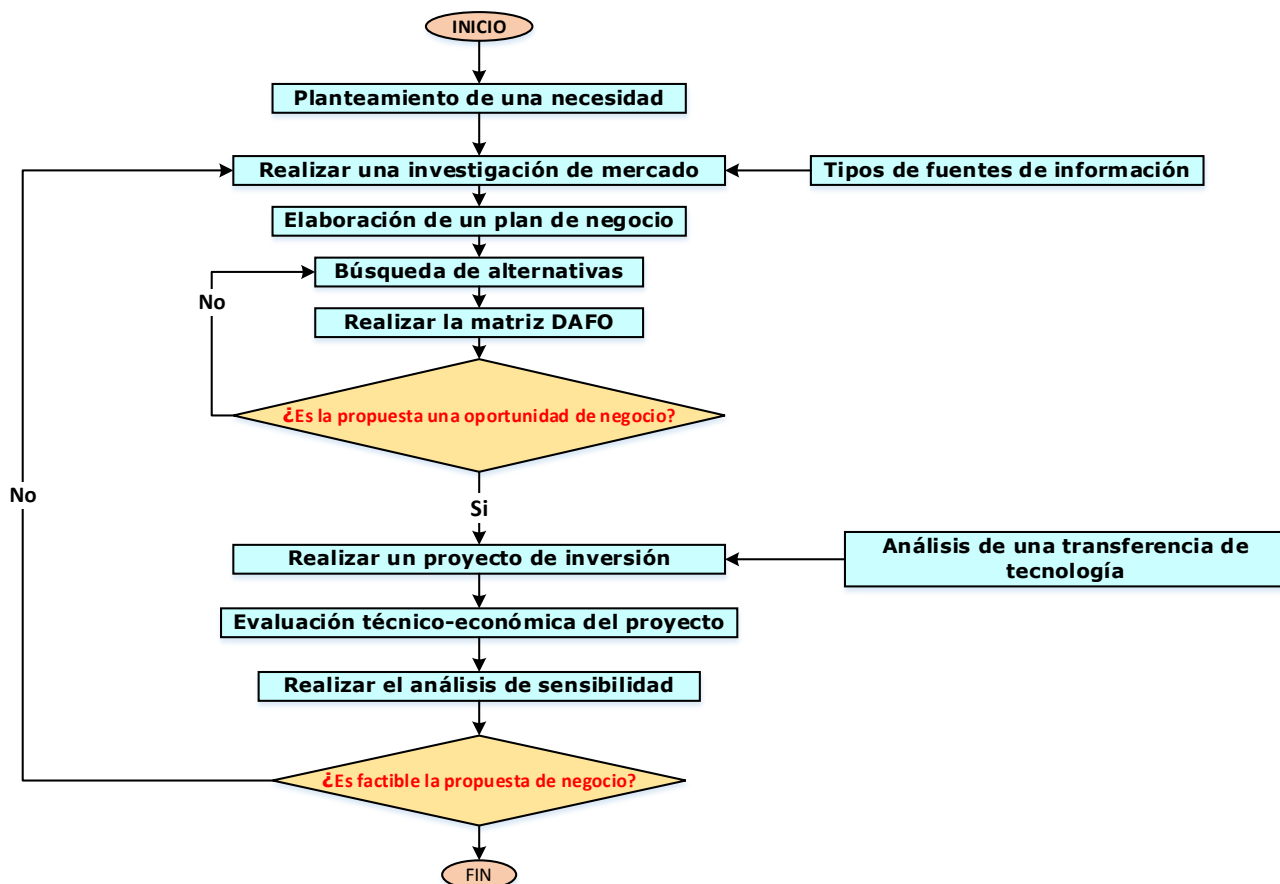 INICIO
Planteamiento de una necesidad
Realizar una investigación de mercado
Tipos de fuentes de información
Elaboración de un plan de negocio
Búsqueda de alternativas
No
Realizar la matriz DAFO
¿Es la propuesta una oportunidad de negocio?
No
Si
Realizar un proyecto de inversión
Análisis de una transferencia de
tecnología
Evaluación técnico-económica del proyecto
Realizar el análisis de sensibilidad
¿Es factible la propuesta de negocio?
FIN